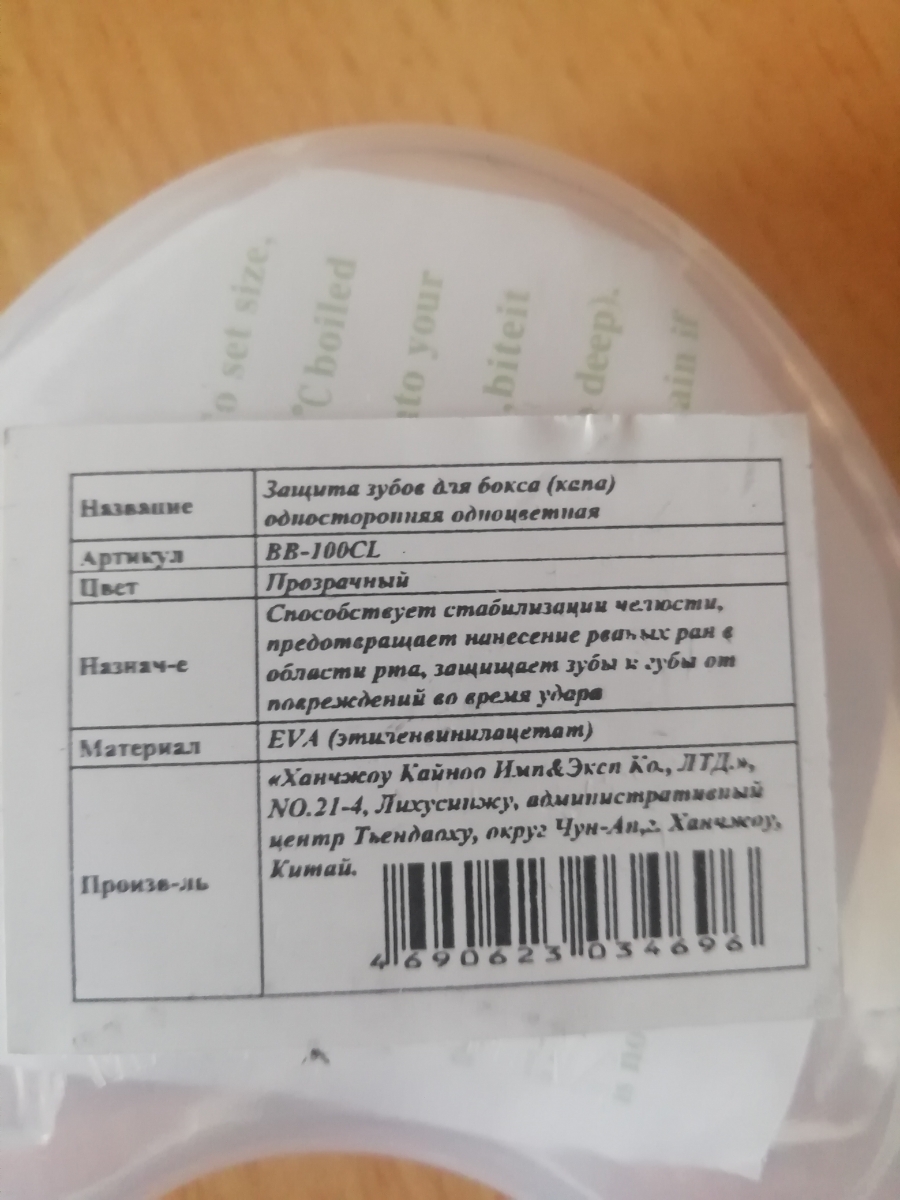 o set size,
°C boiled
to your
, biteit
deep).
ain if
Название
Защита зубов для бокса (капа)
односторонняя одноцветная
Артикул BB-100CL
Цвет Прозрачный
Назнач-е
Способствует стабилизации челюсти,
предотвращает нанесение рваных ран в
области рта, защищает зубы и губы от
повреждений во время удара
Материал EVA (этиленвинилацетат)
Произв-ль
«Ханчжоу Кайноо Имп&Эксп Ко., ЛТД.»,
NO.21-4, Лихусинжу, административный
центр Тьендаоху, округ Чун-Ан,г. Ханчжоу,
Китай.
4690623034696